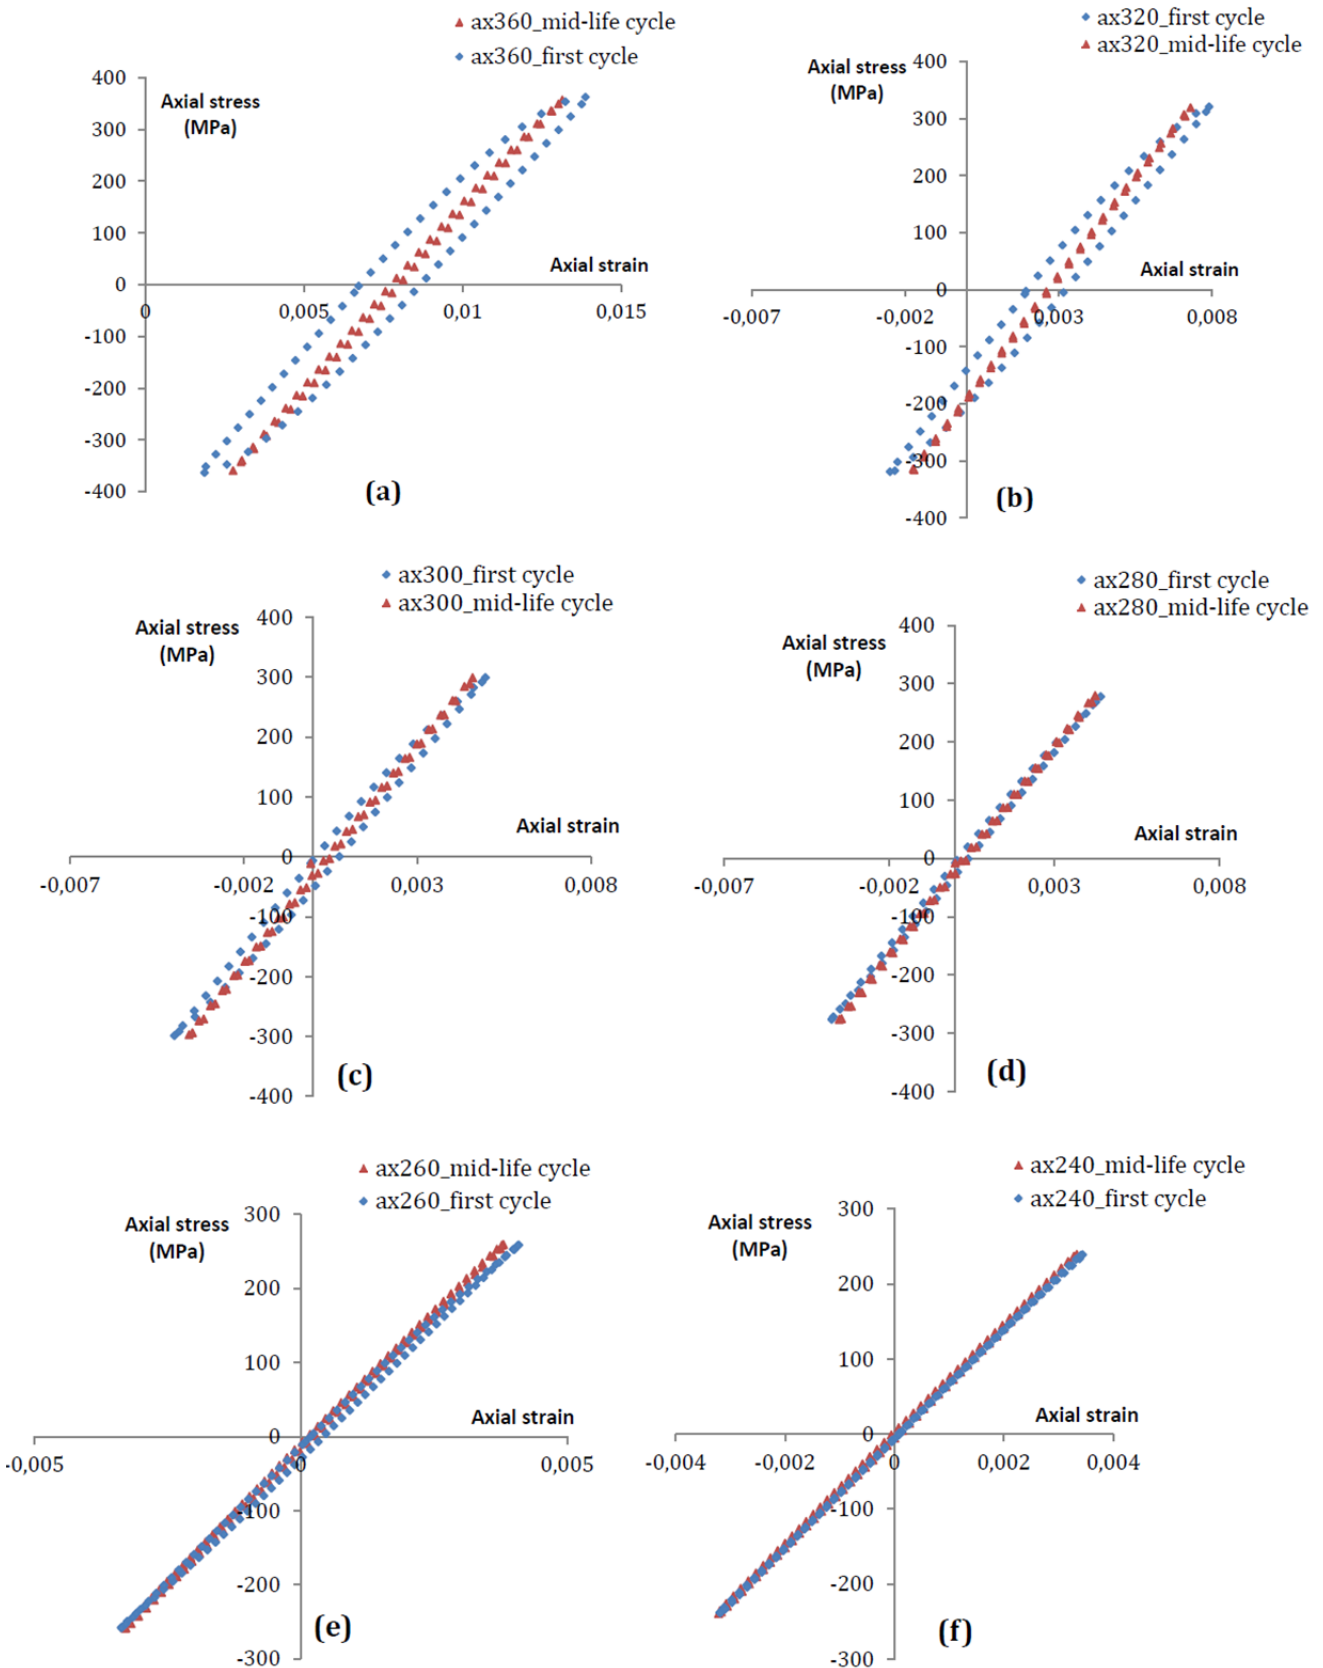 ax360_mid-life cycle
ax360_first cycle
400
Axial stress
(MPa)
300
200
100
Axial strain
0
0
0,005
0,01
0,015
-100
-200
-300
-400
(a)
ax320_first cycle
ax320_mid-life cycle
Axial stress
(MPa)
400
300
200
100
Axial strain
0
-0,007
-0,002
0,003
0,008
-100
-200
-300
-400
(b)
ax300_first cycle
ax300_mid-life cycle
Axial stress
(MPa)
400
300
200
100
Axial strain
0
-0,007
-0,002
0,003
0,008
-100
-200
-300
-400
(c)
ax280_first cycle
ax280_mid-life cycle
Axial stress
(MPa)
400
300
200
100
Axial strain
0
-0,007
-0,002
0,003
0,008
-100
-200
-300
-400
(d)
ax260_mid-life cycle
ax260_first cycle
Axial stress
(MPa)
300
200
100
Axial strain
0
-0,005
0
0,005
-100
-200
-300
(e)
ax240_mid-life cycle
ax240_first cycle
Axial stress
(MPa)
300
200
100
Axial strain
0
-0,004
-0,002
0
0,002
0,004
-100
-200
-300
(f)